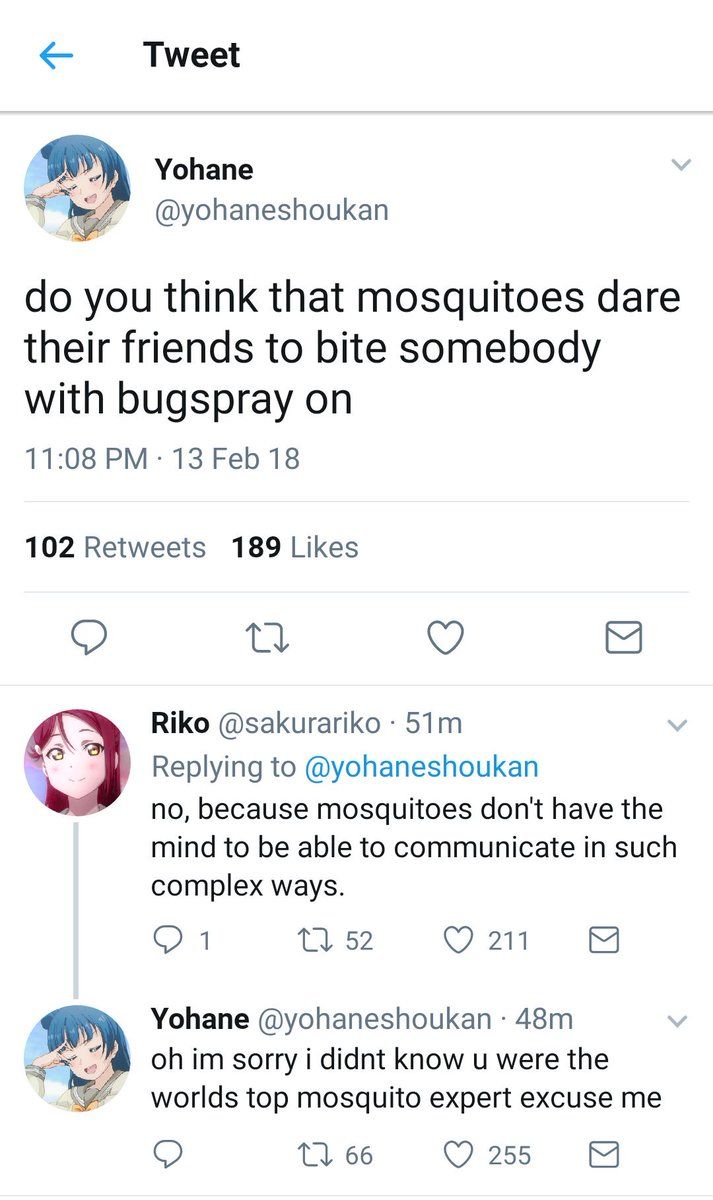 Tweet
Yohane
@yohaneshoukan
do you think that mosquitoes dare
their friends to bite somebody
with bugspray on
11:08 PM · 13 Feb 18
102 Retweets 189 Likes
Riko @sakurariko · 51m
Replying to @yohaneshoukan
no, because mosquitoes don't have the
mind to be able to communicate in such
complex ways.
1 52 211
Yohane @yohaneshoukan · 48m
oh im sorry i didnt know u were the
worlds top mosquito expert excuse me
66 255